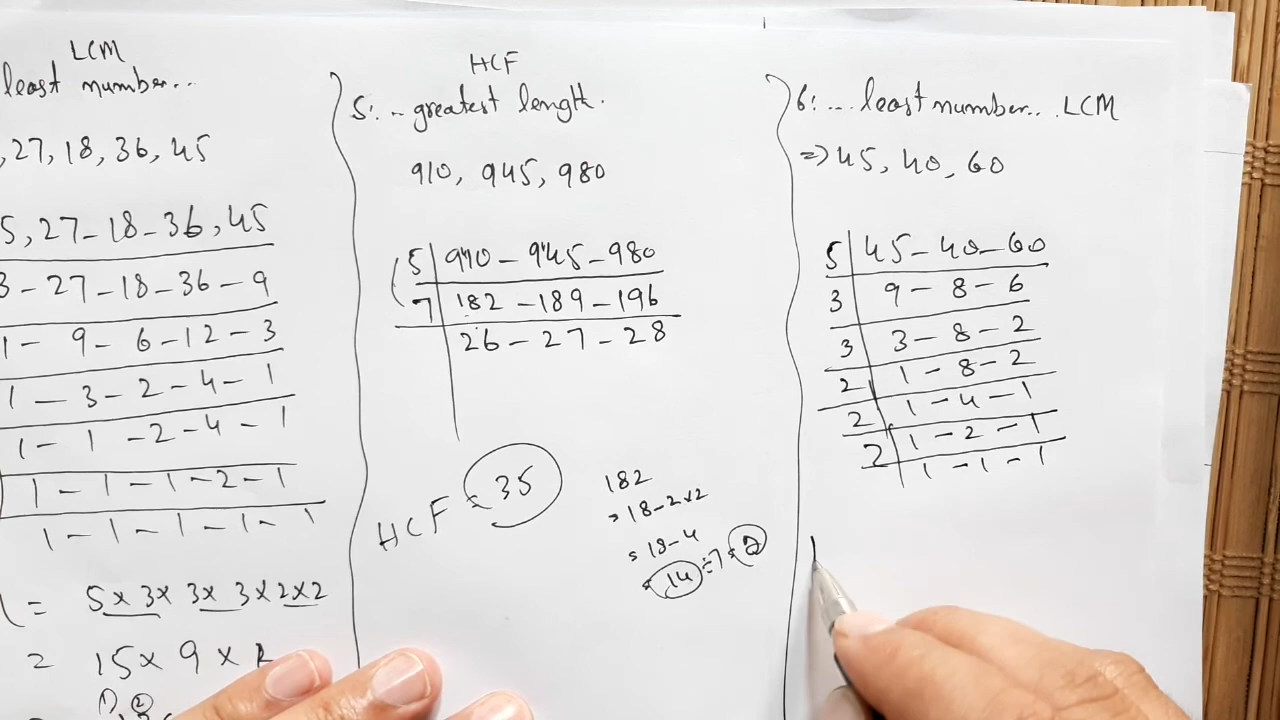 LCM
least number...
,27, 18, 36, 45
5, 27 - 18 - 36, 45
3 - 27 - 18 - 36 - 9
1 - 9 - 6 - 12 - 3
1 - 3 - 2 - 4 - 1
1 - 1 - 2 - 4 - 1
1 - 1 - 1 - 2 - 1
1 - 1 - 1 - 1 - 1
= 5 × 3 × 3 × 3 × 2 × 2
= 15 × 9 ×
HCF
5: .. greatest length.
910, 945, 980
5 910 - 945 - 980
7 182 - 189 - 196
26 - 27 - 28
HCF = 35
182
= 18 - 2 × 2
= 18 - 4
= 14 ÷ 7 = 2
6: ... least number... LCM
=> 45, 40, 60
5 45 - 40 - 60
3 9 - 8 - 6
3 3 - 8 - 2
2 1 - 8 - 2
2 1 - 4 - 1
2 1 - 2 - 1
1 - 1 - 1